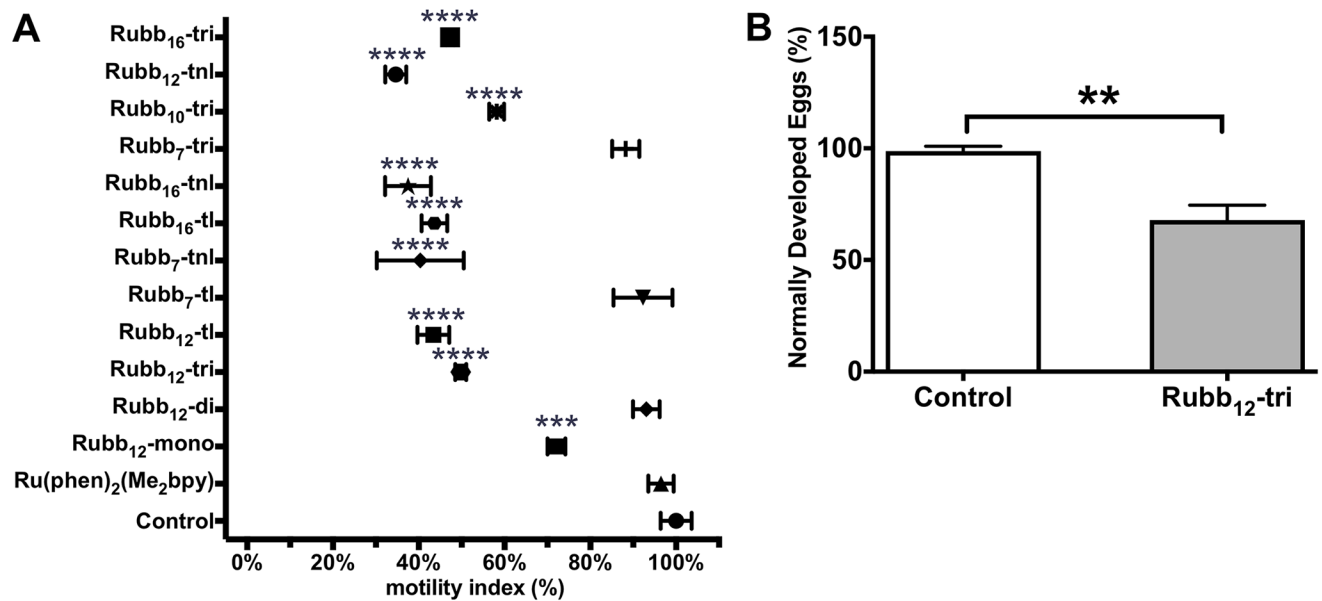 A
Rubb16-tri ****
Rubb12-tnl ****
Rubb10-tri ****
Rubb7-tri
Rubb16-tnl ****
Rubb16-tl ****
Rubb7-tnl ****
Rubb7-tl
Rubb12-tl ****
Rubb12-tri ****
Rubb12-di
Rubb12-mono ***
Ru(phen)2(Me2bpy)
Control
0% 20% 40% 60% 80% 100%
motility index (%)
B
Normally Developed Eggs (%)
150
100
50
0
**
Control Rubb12-tri